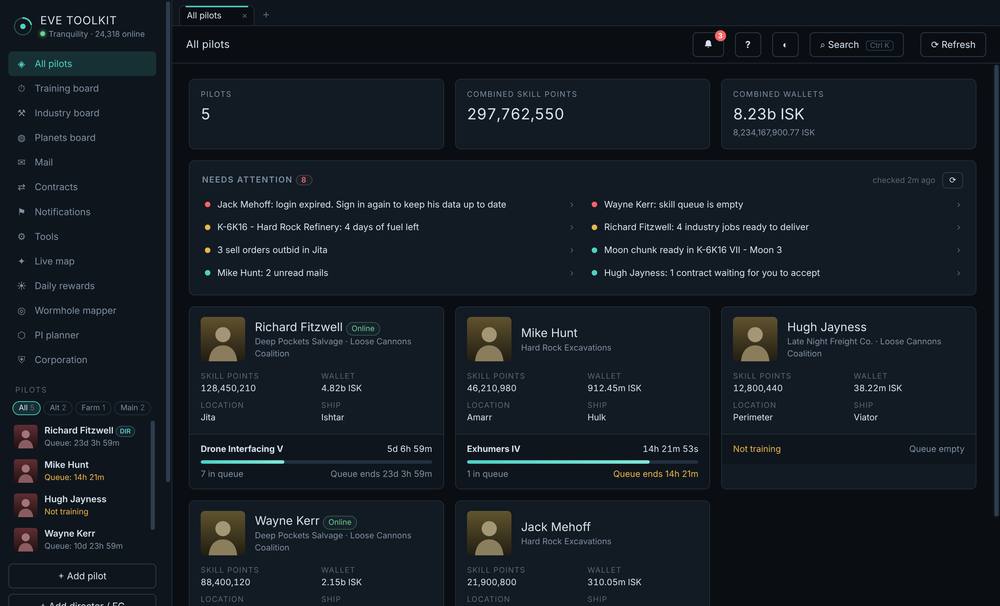 EVE TOOLKIT
Tranquility · 24,318 online
All pilots
Training board
Industry board
Planets board
Mail
Contracts
Notifications
Tools
Live map
Daily rewards
Wormhole mapper
PI planner
Corporation
PILOTS
All 5 Alt 2 Farm 1 Main 2
Richard Fitzwell DIR
Queue: 23d 3h 59m
Mike Hunt
Queue: 14h 21m
Hugh Jayness
Not training
Wayne Kerr
Queue: 10d 23h 59m
+ Add pilot
+ Add director / FC
All pilots × +
All pilots
3 ? Search Ctrl K Refresh
PILOTS
5
COMBINED SKILL POINTS
297,762,550
COMBINED WALLETS
8.23b ISK
8,234,167,900.77 ISK
NEEDS ATTENTION 8
checked 2m ago
Jack Mehoff: login expired. Sign in again to keep his data up to date
Wayne Kerr: skill queue is empty
K-6K16 - Hard Rock Refinery: 4 days of fuel left
Richard Fitzwell: 4 industry jobs ready to deliver
3 sell orders outbid in Jita
Moon chunk ready in K-6K16 VII - Moon 3
Mike Hunt: 2 unread mails
Hugh Jayness: 1 contract waiting for you to accept
Richard Fitzwell Online
Deep Pockets Salvage · Loose Cannons
Coalition
SKILL POINTS WALLET
128,450,210 4.82b ISK
LOCATION SHIP
Jita Ishtar
Drone Interfacing V 5d 6h 59m
7 in queue Queue ends 23d 3h 59m
Mike Hunt
Hard Rock Excavations
SKILL POINTS WALLET
46,210,980 912.45m ISK
LOCATION SHIP
Amarr Hulk
Exhumers IV 14h 21m 53s
1 in queue Queue ends 14h 21m
Hugh Jayness
Late Night Freight Co. · Loose Cannons
Coalition
SKILL POINTS WALLET
12,800,440 38.22m ISK
LOCATION SHIP
Perimeter Viator
Not training Queue empty
Wayne Kerr Online
Deep Pockets Salvage · Loose Cannons
Coalition
SKILL POINTS WALLET
88,400,120 2.15b ISK
LOCATION SHIP
Jack Mehoff
Hard Rock Excavations
SKILL POINTS WALLET
21,900,800 310.05m ISK
LOCATION SHIP